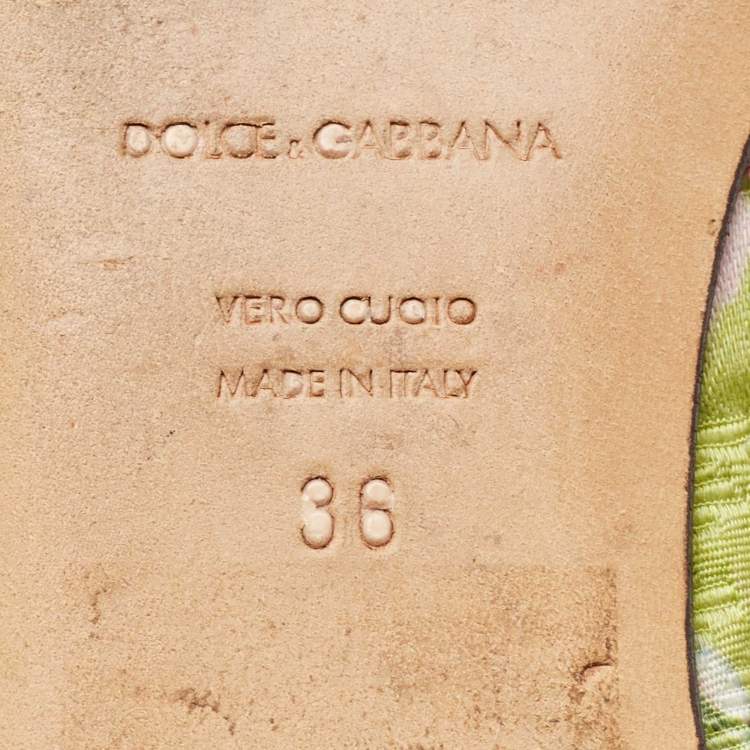 DOLCE & GABBANA
VERO CUOIO
MADE IN ITALY
36